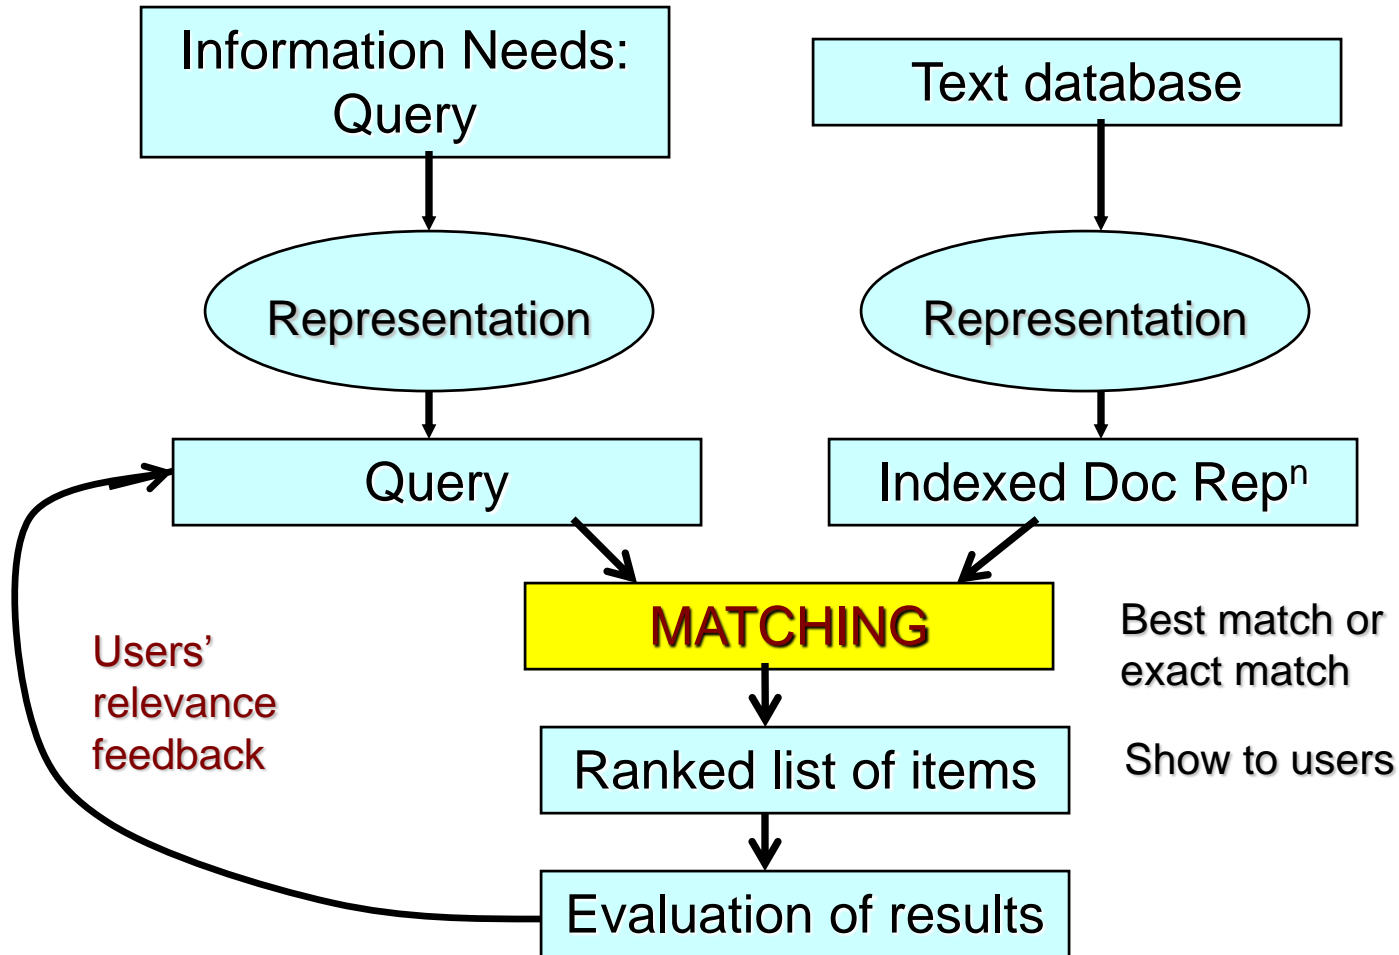 Information Needs:
Query
Text database
Representation
Representation
Query
Indexed Doc Repⁿ
MATCHING
Best match or
exact match
Users’
relevance
feedback
Ranked list of items
Show to users
Evaluation of results